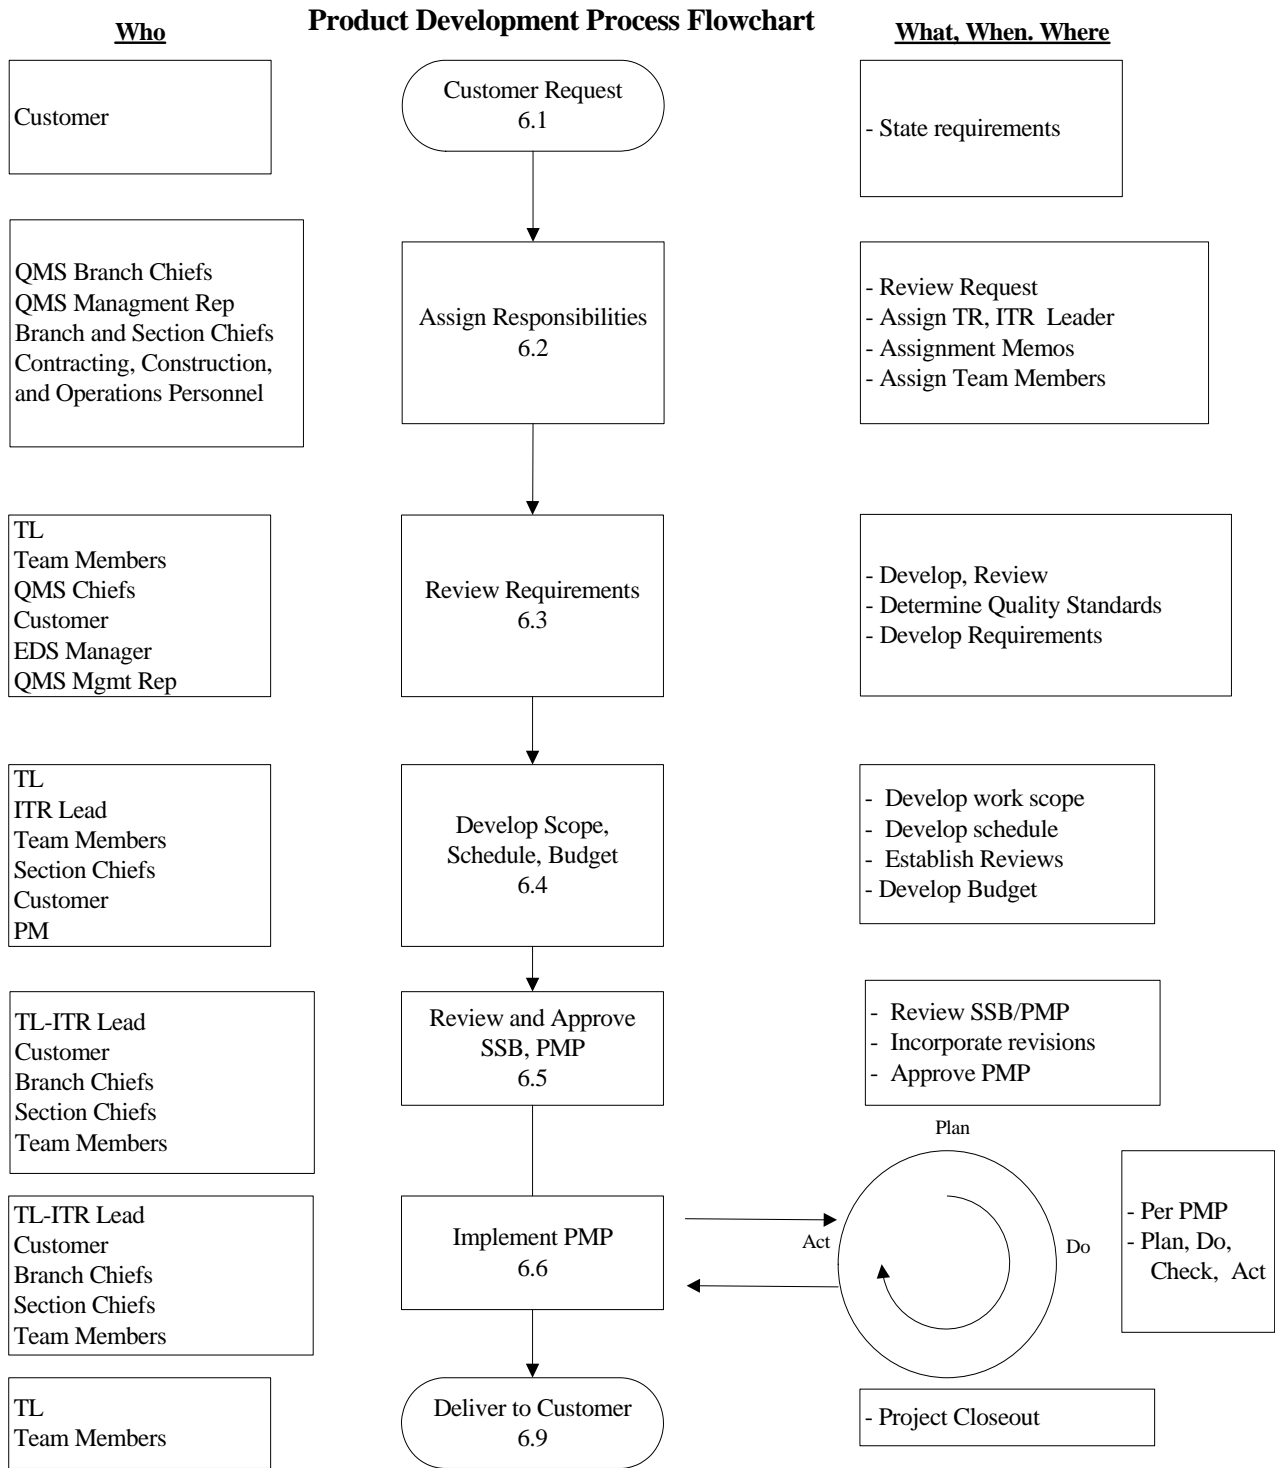 Product Development Process Flowchart
Who
What, When. Where
Customer
Customer Request
6.1
- State requirements
QMS Branch Chiefs
QMS Managment Rep
Branch and Section Chiefs
Contracting, Construction,
and Operations Personnel
Assign Responsibilities
6.2
- Review Request
- Assign TR, ITR  Leader
- Assignment Memos
- Assign Team Members
TL
Team Members
QMS Chiefs
Customer
EDS Manager
QMS Mgmt Rep
Review Requirements
6.3
- Develop, Review
- Determine Quality Standards
- Develop Requirements
TL
ITR Lead
Team Members
Section Chiefs
Customer
PM
Develop Scope,
Schedule, Budget
6.4
-  Develop work scope
- Develop schedule
- Establish Reviews
- Develop Budget
TL-ITR Lead
Customer
Branch Chiefs
Section Chiefs
Team Members
Review and Approve
SSB, PMP
6.5
-  Review SSB/PMP
-  Incorporate revisions
-  Approve PMP
TL-ITR Lead
Customer
Branch Chiefs
Section Chiefs
Team Members
Implement PMP
6.6
Plan
Act
Do
- Per PMP
- Plan, Do,
Check,  Act
TL
Team Members
Deliver to Customer
6.9
- Project Closeout